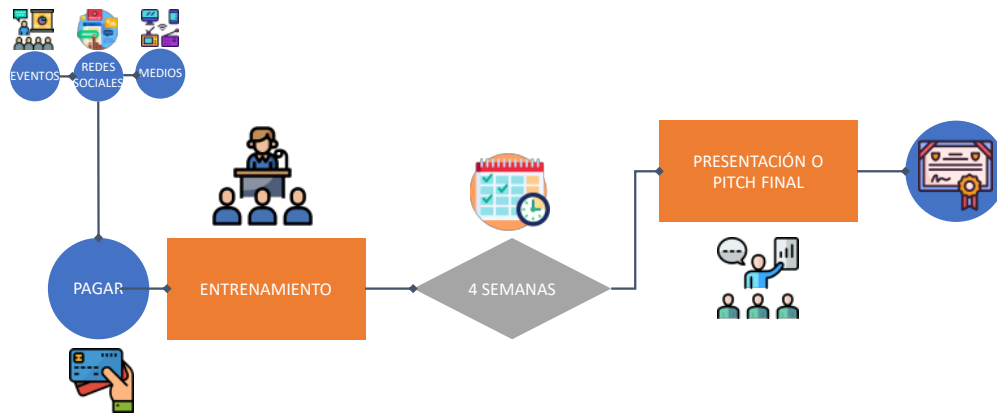 EVENTOS
REDES
SOCIALES
MEDIOS
PRESENTACIÓN O
PITCH FINAL
PAGAR
ENTRENAMIENTO
4 SEMANAS